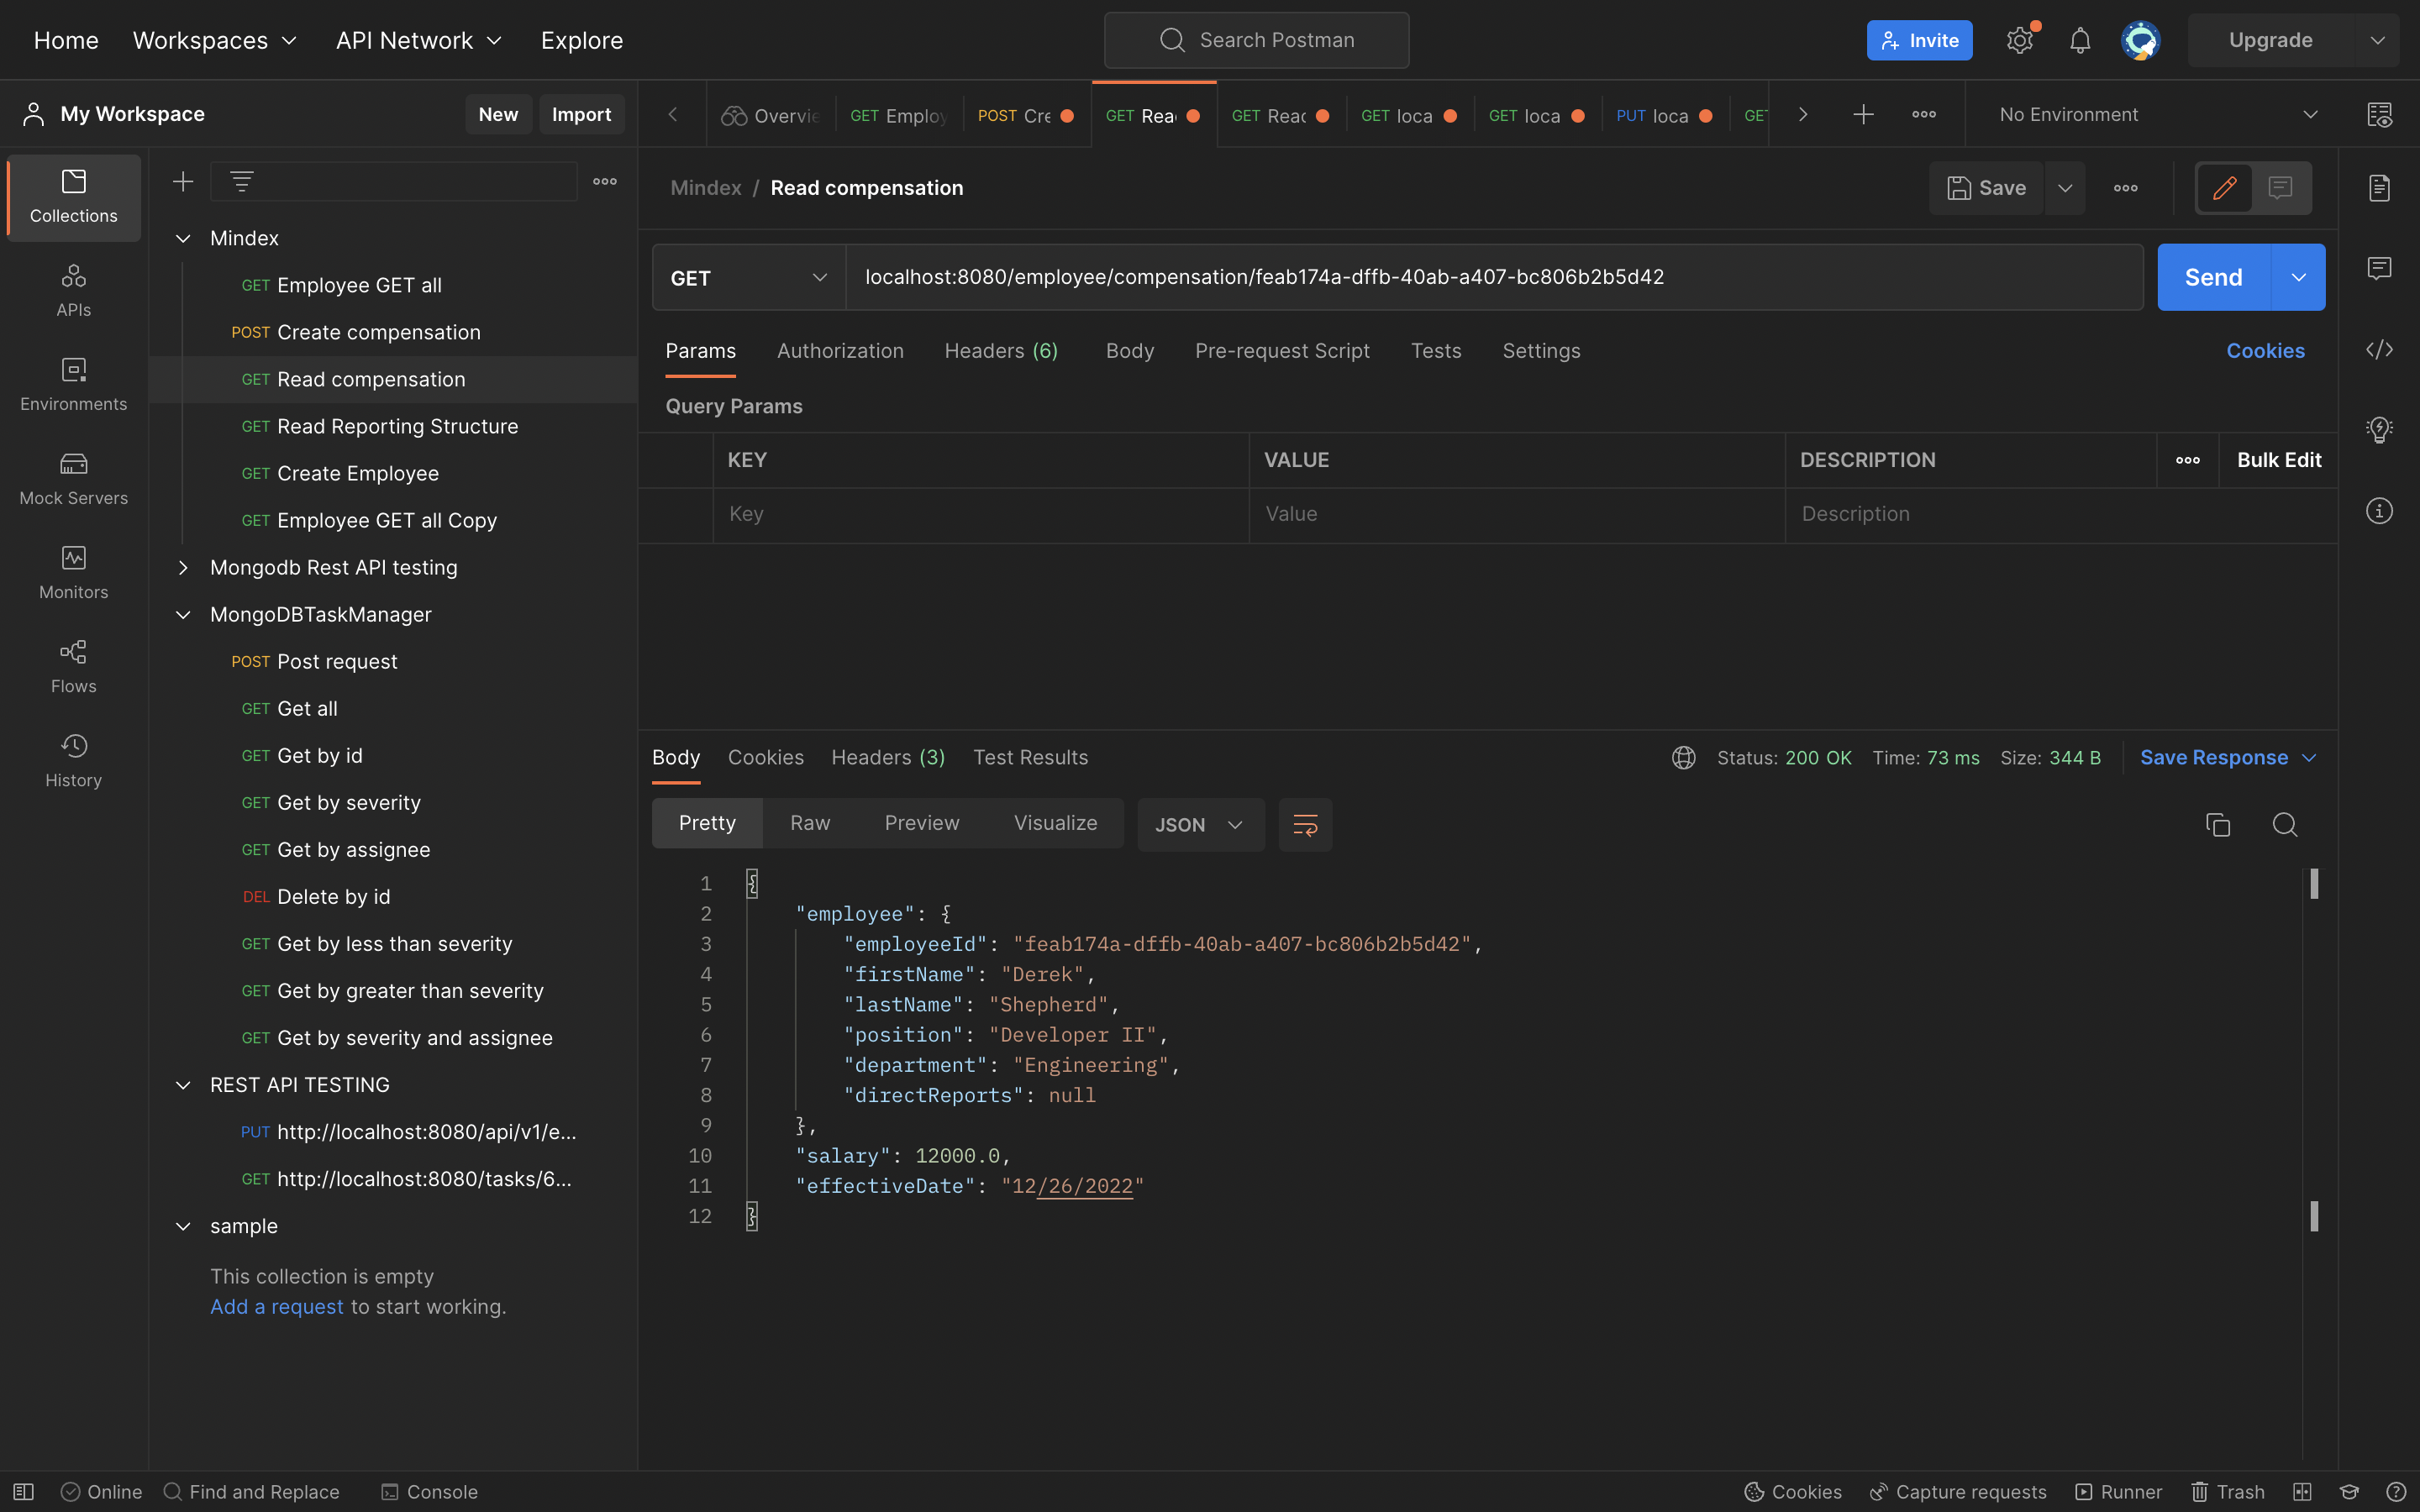 Home Workspaces API Network Explore Search Postman Invite Upgrade
My Workspace New Import
Overvie GET Employ POST Cre GET Rea GET Reac GET loca GET loca PUT loca GET No Environment
Collections
APIs
Environments
Mock Servers
Monitors
Flows
History
Mindex
GET Employee GET all
POST Create compensation
GET Read compensation
GET Read Reporting Structure
GET Create Employee
GET Employee GET all Copy
Mongodb Rest API testing
MongoDBTaskManager
POST Post request
GET Get all
GET Get by id
GET Get by severity
GET Get by assignee
DEL Delete by id
GET Get by less than severity
GET Get by greater than severity
GET Get by severity and assignee
REST API TESTING
PUT http://localhost:8080/api/v1/e...
GET http://localhost:8080/tasks/6...
sample
This collection is empty
Add a request to start working.
Mindex / Read compensation Save
GET localhost:8080/employee/compensation/feab174a-dffb-40ab-a407-bc806b2b5d42 Send
Params Authorization Headers (6) Body Pre-request Script Tests Settings Cookies
Query Params
KEY VALUE DESCRIPTION Bulk Edit
Key Value Description
Body Cookies Headers (3) Test Results Status: 200 OK Time: 73 ms Size: 344 B Save Response
Pretty Raw Preview Visualize JSON
1 {
2 "employee": {
3 "employeeId": "feab174a-dffb-40ab-a407-bc806b2b5d42",
4 "firstName": "Derek",
5 "lastName": "Shepherd",
6 "position": "Developer II",
7 "department": "Engineering",
8 "directReports": null
9 },
10 "salary": 12000.0,
11 "effectiveDate": "12/26/2022"
12 }
Online Find and Replace Console Cookies Capture requests Runner Trash